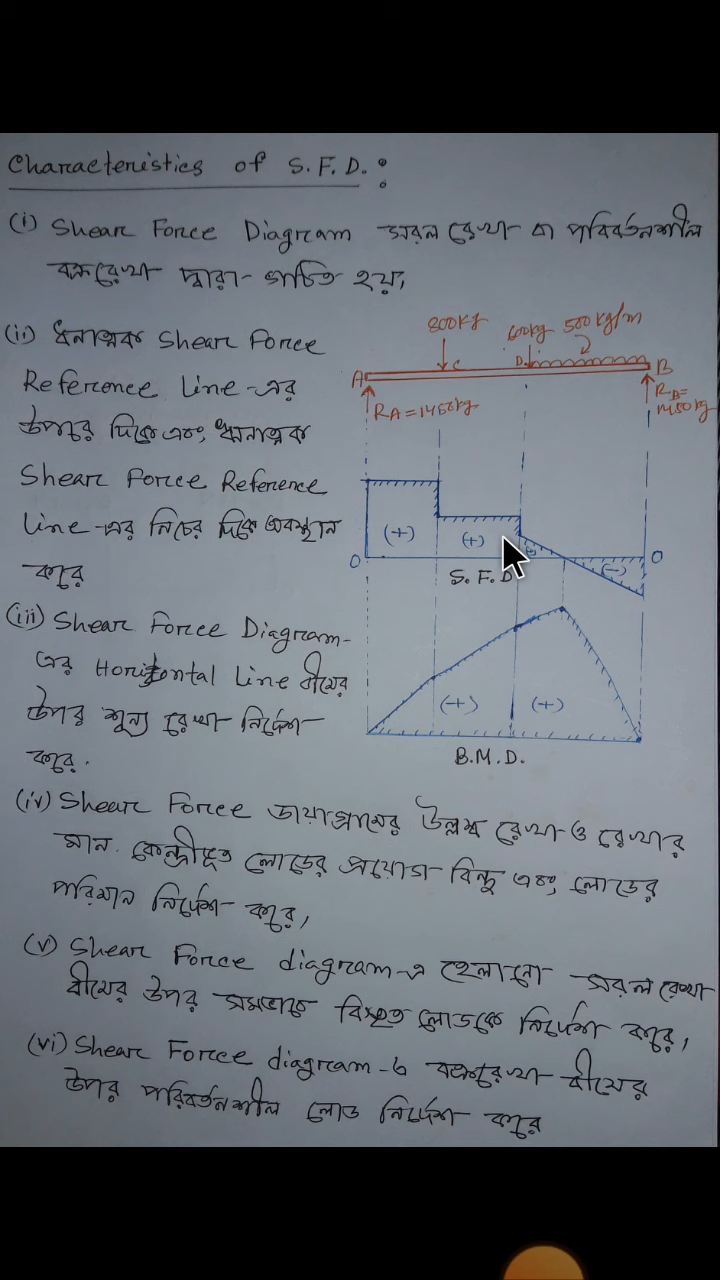 Characteristics of S.F.D. :
(i) Shear Force Diagram সরল রেখা বা পরিবর্তনশীল
বক্ররেখা দ্বারা গঠিত হয়,
(ii) ধনাত্মক Shear Force
Reference Line-এর
উপরের দিকে এবং ঋনাত্নক
Shear Force Reference
Line-এর নিচের দিকে অবস্থান
করে
(iii) Shear Force Diagram-
এর Horizontal Line বীমের
উপর শূন্য রেখা নির্দেশ
করে.
(iv) Shear Force ডায়াগ্রামের উল্লম্ব রেখা ও রেখার
মান কেন্দ্রীভূত লোডের প্রয়োগ বিন্দু এবং লোডের
পরিমান নির্দেশ করে,
(v) Shear Force diagram-এ হেলানো সরল রেখা
বীমের উপর সমভাবে বিস্তৃত লোডকে নির্দেশ করে,
(vi) Shear Force diagram-এ বক্ররেখা বীমের
উপর পরিবর্তনশীল লোড নির্দেশ করে
800kg 600kg 500kg/m
A C D B
RA=1450kg RB=
1450kg
(+) (+) (+) (-)
O O
S.F.D
(+) (+)
B.M.D.